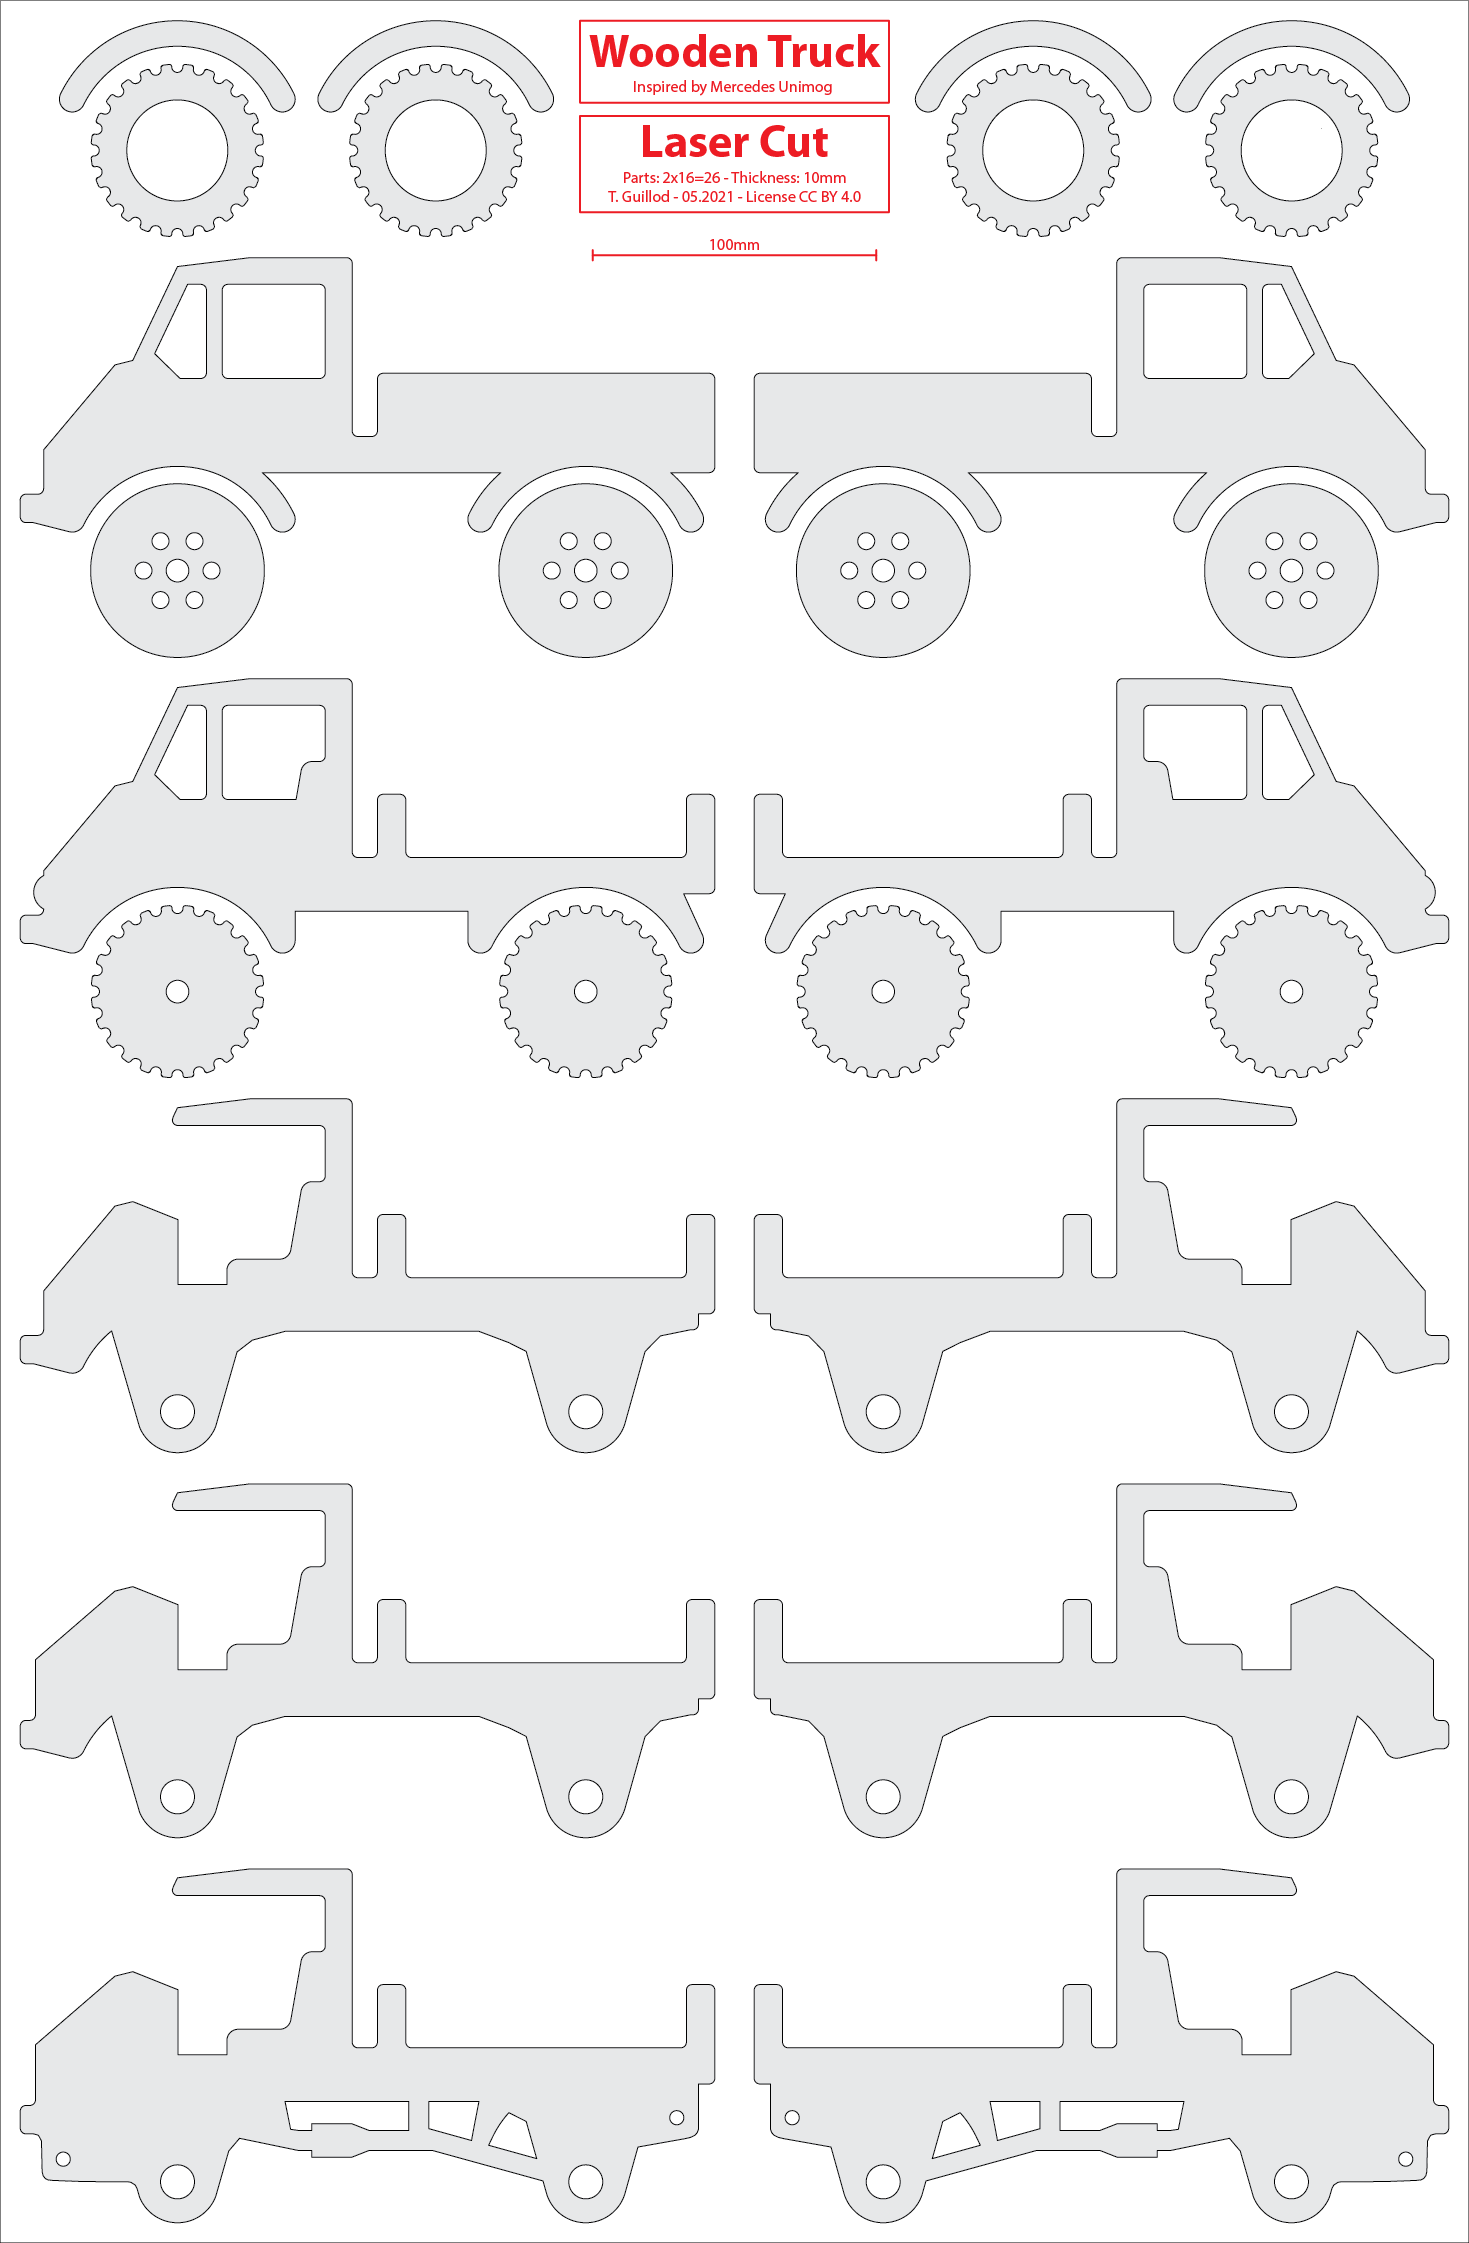 Wooden Truck
Inspired by Mercedes Unimog
Laser Cut
Parts: 2x16=26 - Thickness: 10mm
T. Guillod - 05.2021 - License CC BY 4.0
100mm